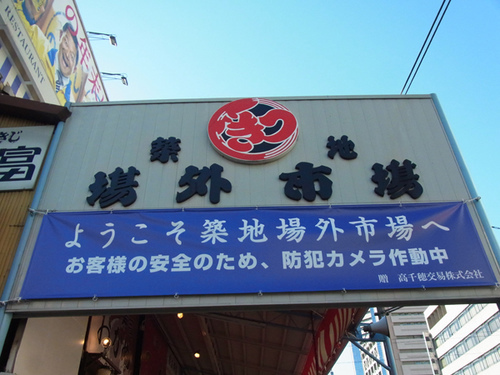 RESTAURANT
築地
場外市場
ようこそ築地場外市場へ
お客様の安全のため、防犯カメラ作動中
贈 高千穂交易株式会社
富